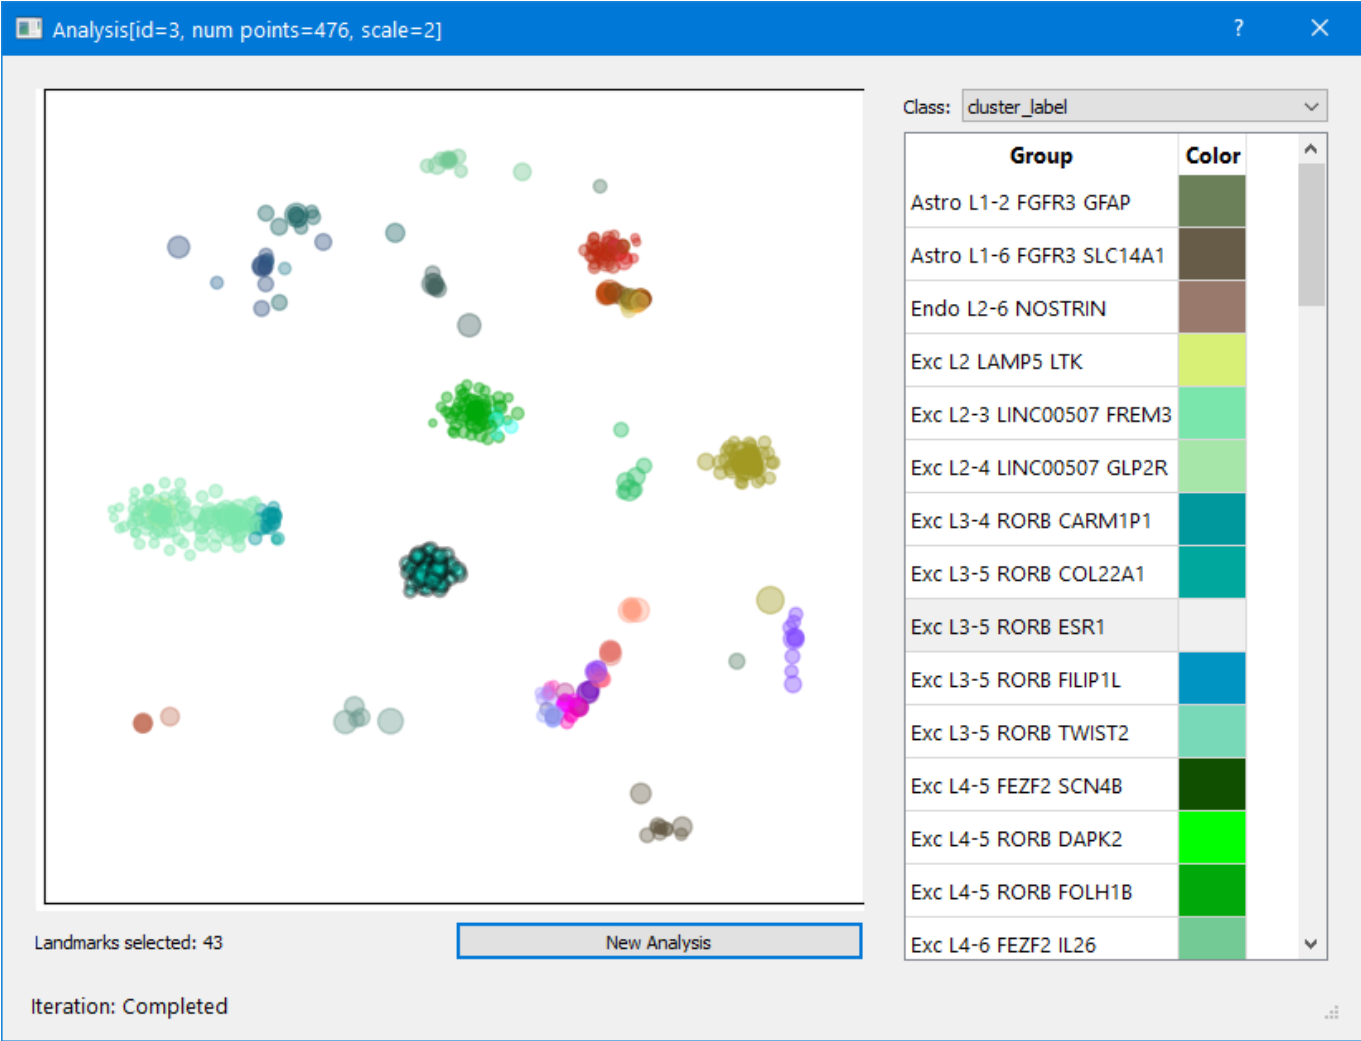 Analysis[id=3, num points=476, scale=2]
Class: cluster_label
Group Color
Astro L1-2 FGFR3 GFAP
Astro L1-6 FGFR3 SLC14A1
Endo L2-6 NOSTRIN
Exc L2 LAMP5 LTK
Exc L2-3 LINC00507 FREM3
Exc L2-4 LINC00507 GLP2R
Exc L3-4 RORB CARM1P1
Exc L3-5 RORB COL22A1
Exc L3-5 RORB ESR1
Exc L3-5 RORB FILIP1L
Exc L3-5 RORB TWIST2
Exc L4-5 FEZF2 SCN4B
Exc L4-5 RORB DAPK2
Exc L4-5 RORB FOLH1B
Exc L4-6 FEZF2 IL26
Landmarks selected: 43
New Analysis
Iteration: Completed